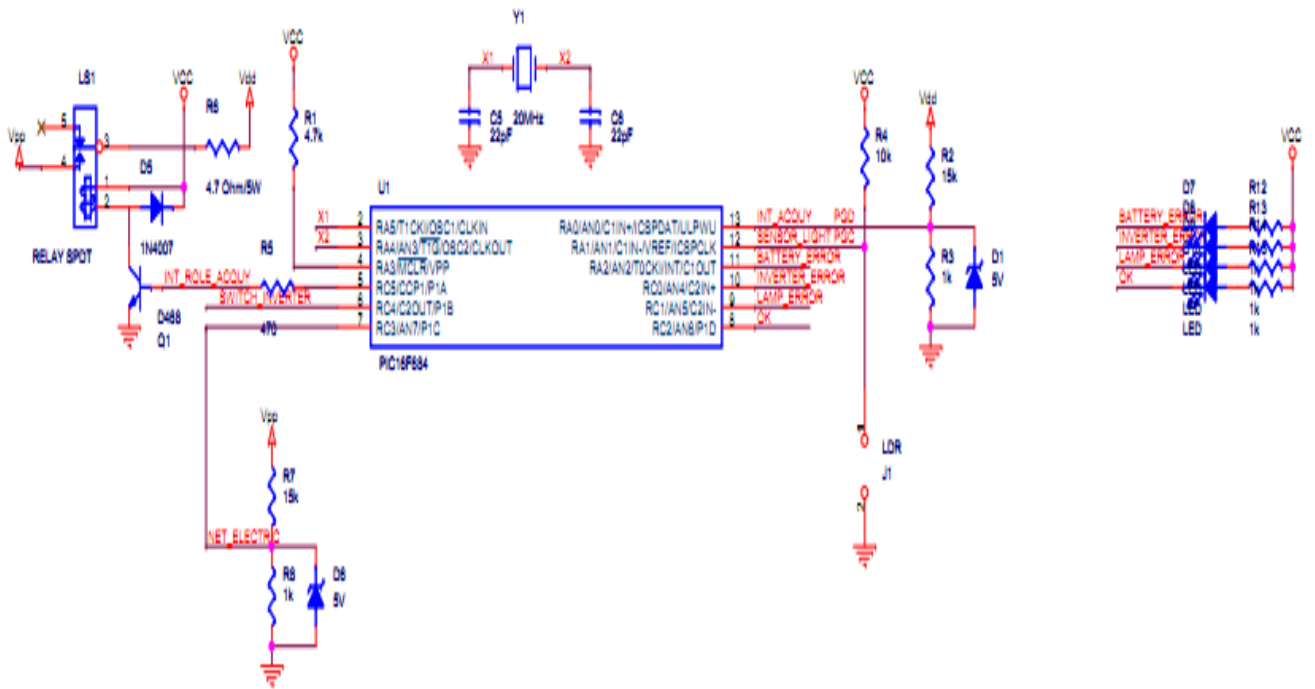 Y1
X1
X2
C5
22pF
20MHz
C6
22pF
LS1
VCC
R6
Vdd
5
3
Vpp
4
1
2
D5
4.7 Ohm/5W
RELAY SPDT
1N4007
INT_ROLE_ACQUY
R5
SWITCH_INVERTER
470
D468
Q1
VCC
R1
4.7k
U1
X1
2
RA5/T1CKI/OSC1/CLKIN
X2
3
RA4/AN3/T1G/OSC2/CLKOUT
4
RA3/MCLR/VPP
5
RC5/CCP1/P1A
6
RC4/C2OUT/P1B
7
RC3/AN7/P1C
RA0/AN0/C1IN+/ICSPDAT/ULPWU
13
INT_ACQUY
PGD
RA1/AN1/C1IN-/VREF/ICSPCLK
12
SENSOR_LIGHT
PGC
RA2/AN2/T0CKI/INT/C1OUT
11
BATTERY_ERROR
RC0/AN4/C2IN+
10
INVERTER_ERROR
RC1/AN5/C2IN-
9
LAMP_ERROR
RC2/AN6/P1D
8
OK
PIC16F684
VCC
R4
10k
Vdd
R2
15k
R3
1k
D1
5V
1
LDR
J1
2
VCC
D7
R12
BATTERY_ERROR
R13
INVERTER_ERROR
LAMP_ERROR
OK
LED
1k
LED
1k
Vpp
R7
15k
NET_ELECTRIC
R8
1k
D6
5V